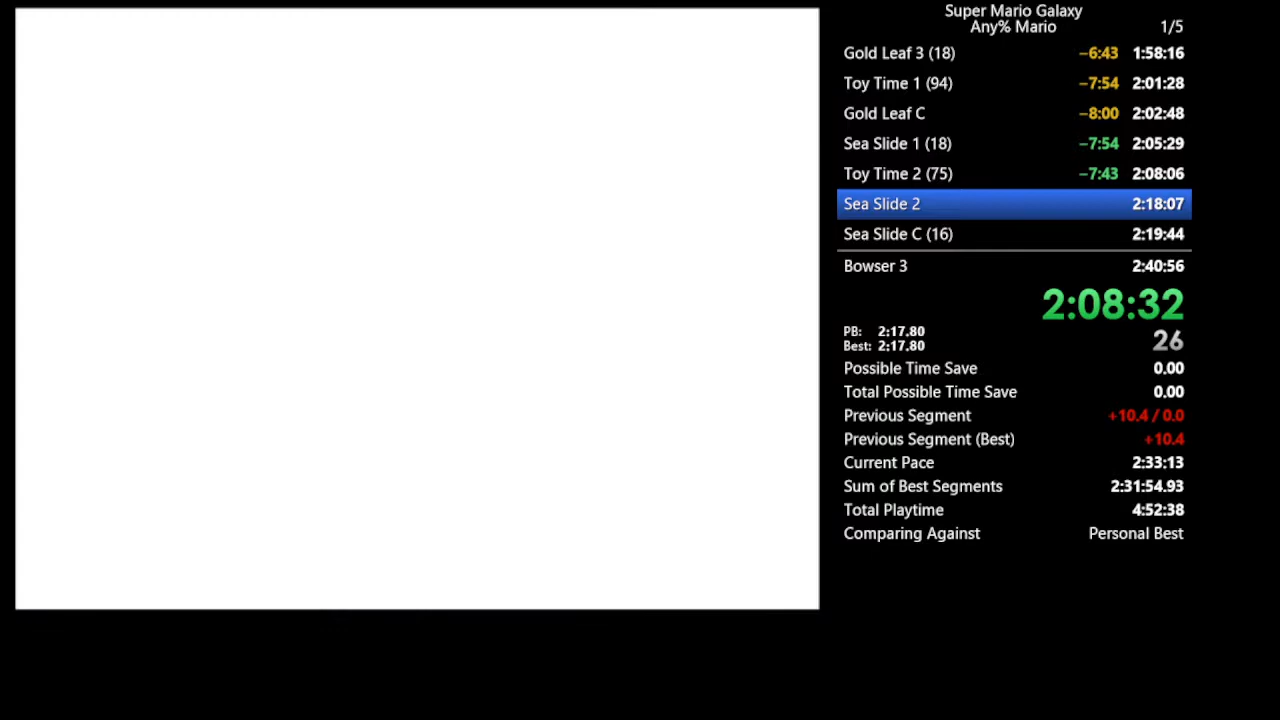 Super Mario Galaxy
Any% Mario 1/5
Gold Leaf 3 (18) −6:43 1:58:16
Toy Time 1 (94) −7:54 2:01:28
Gold Leaf C −8:00 2:02:48
Sea Slide 1 (18) −7:54 2:05:29
Toy Time 2 (75) −7:43 2:08:06
Sea Slide 2 2:18:07
Sea Slide C (16) 2:19:44
Bowser 3 2:40:56
2:08:32
PB: 2:17.80 26
Best: 2:17.80
Possible Time Save 0.00
Total Possible Time Save 0.00
Previous Segment +10.4 / 0.0
Previous Segment (Best) +10.4
Current Pace 2:33:13
Sum of Best Segments 2:31:54.93
Total Playtime 4:52:38
Comparing Against Personal Best